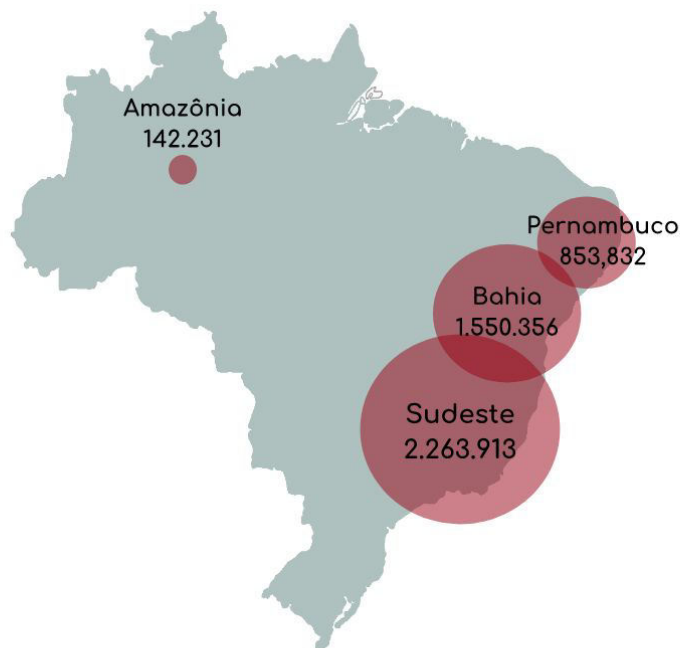 Amazônia
142.231
Pernambuco
853,832
Bahia
1.550.356
Sudeste
2.263.913